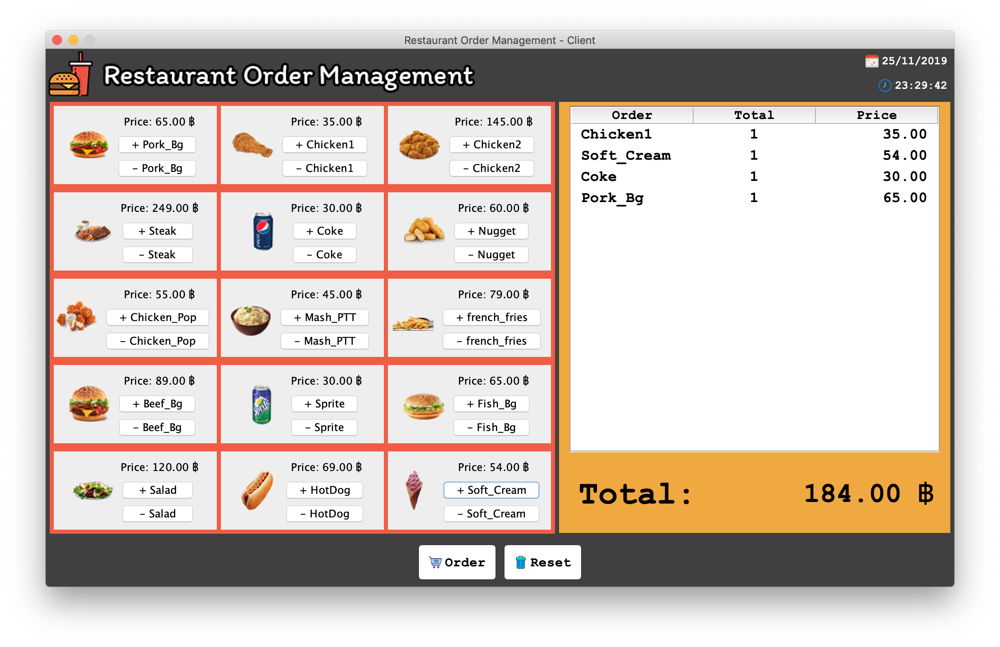 Restaurant Order Management - Client
Restaurant Order Management
25/11/2019
23:29:42
Price: 65.00 ฿
+ Pork_Bg
- Pork_Bg
Price: 35.00 ฿
+ Chicken1
- Chicken1
Price: 145.00 ฿
+ Chicken2
- Chicken2
Price: 249.00 ฿
+ Steak
- Steak
pepsi
Price: 30.00 ฿
+ Coke
- Coke
Price: 60.00 ฿
+ Nugget
- Nugget
Price: 55.00 ฿
+ Chicken_Pop
- Chicken_Pop
Price: 45.00 ฿
+ Mash_PTT
- Mash_PTT
Price: 79.00 ฿
+ french_fries
- french_fries
Price: 89.00 ฿
+ Beef_Bg
- Beef_Bg
Sprite
Price: 30.00 ฿
+ Sprite
- Sprite
Price: 65.00 ฿
+ Fish_Bg
- Fish_Bg
Price: 120.00 ฿
+ Salad
- Salad
Price: 69.00 ฿
+ HotDog
- HotDog
Price: 54.00 ฿
+ Soft_Cream
- Soft_Cream
Order Total Price
Chicken1 1 35.00
Soft_Cream 1 54.00
Coke 1 30.00
Pork_Bg 1 65.00
Total: 184.00 ฿
Order
Reset